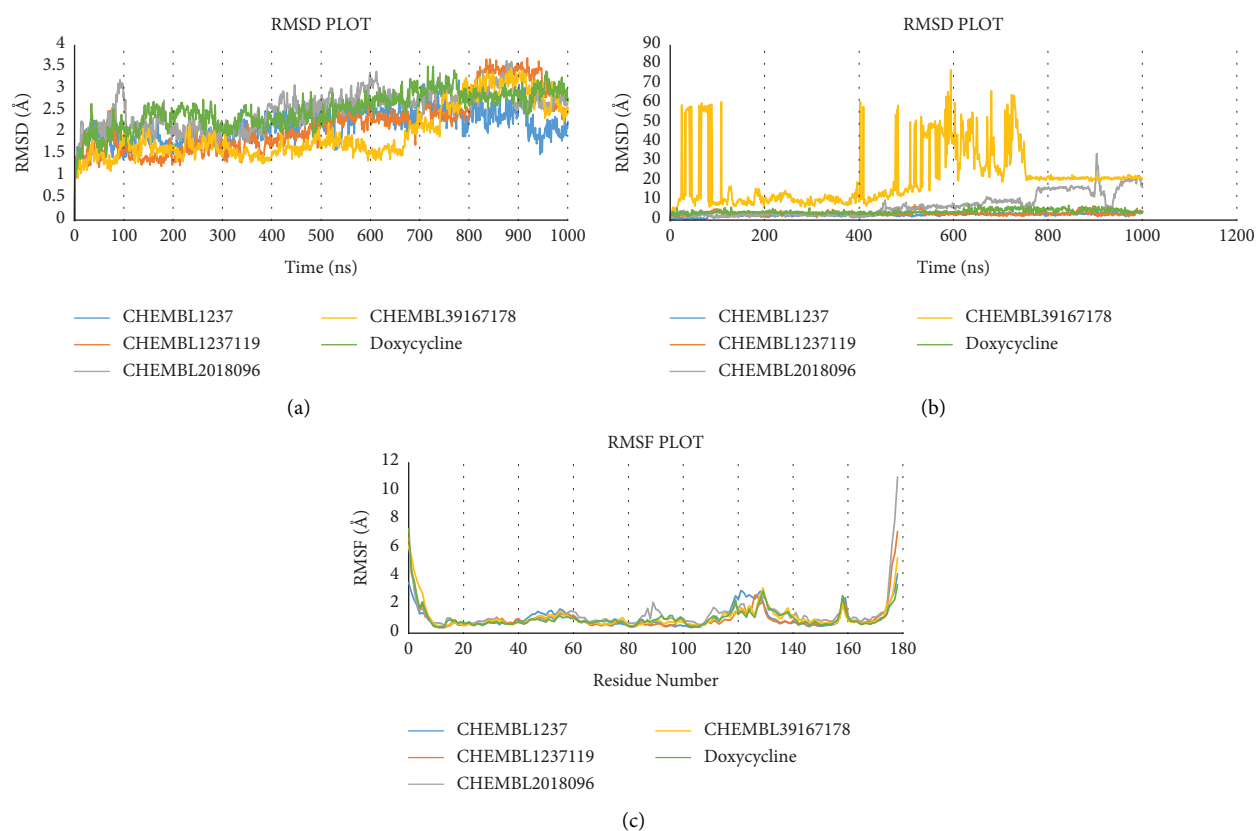 RMSD PLOT
4
3.5
3
2.5
2
1.5
1
0.5
0
RMSD (Å)
0 100 200 300 400 500 600 700 800 900 1000
Time (ns)
CHEMBL1237 CHEMBL39167178
CHEMBL1237119 Doxycycline
CHEMBL2018096
(a)
RMSD PLOT
90
80
70
60
50
40
30
20
10
0
RMSD (Å)
0 200 400 600 800 1000 1200
Time (ns)
CHEMBL1237 CHEMBL39167178
CHEMBL1237119 Doxycycline
CHEMBL2018096
(b)
RMSF PLOT
12
10
8
6
4
2
0
RMSF (Å)
0 20 40 60 80 100 120 140 160 180
Residue Number
CHEMBL1237 CHEMBL39167178
CHEMBL1237119 Doxycycline
CHEMBL2018096
(c)